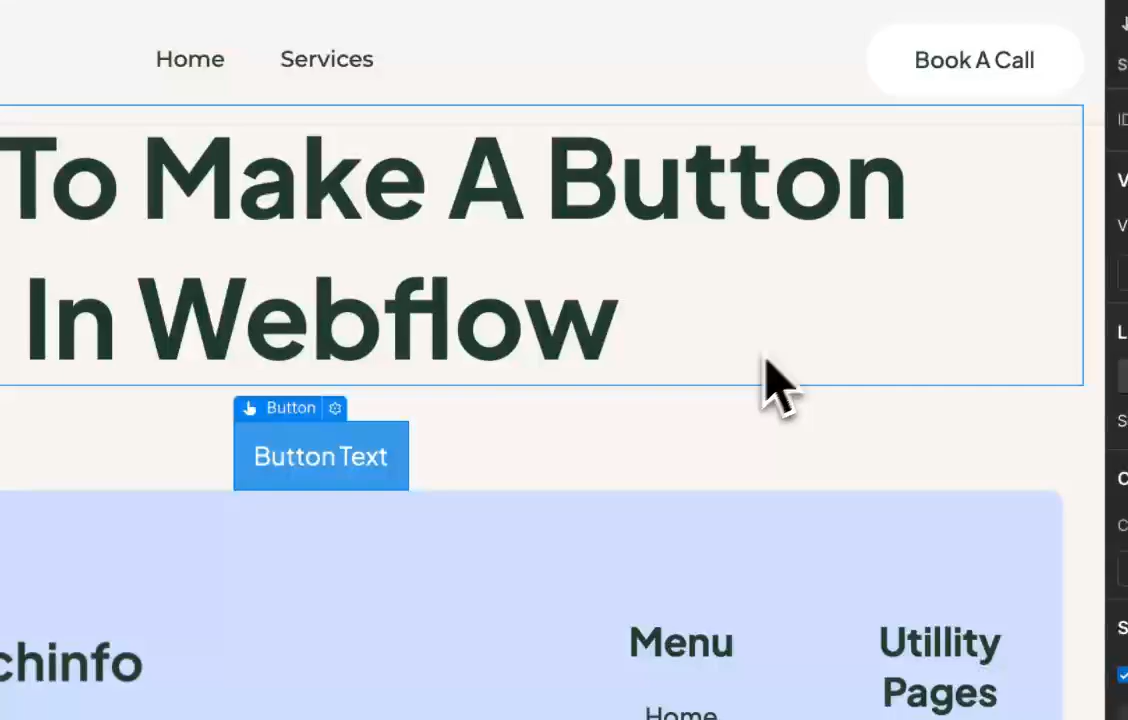 Home Services Book A Call
To Make A Button
In Webflow
Button
Button Text
chinfo
Menu
Utillity
Pages
Home